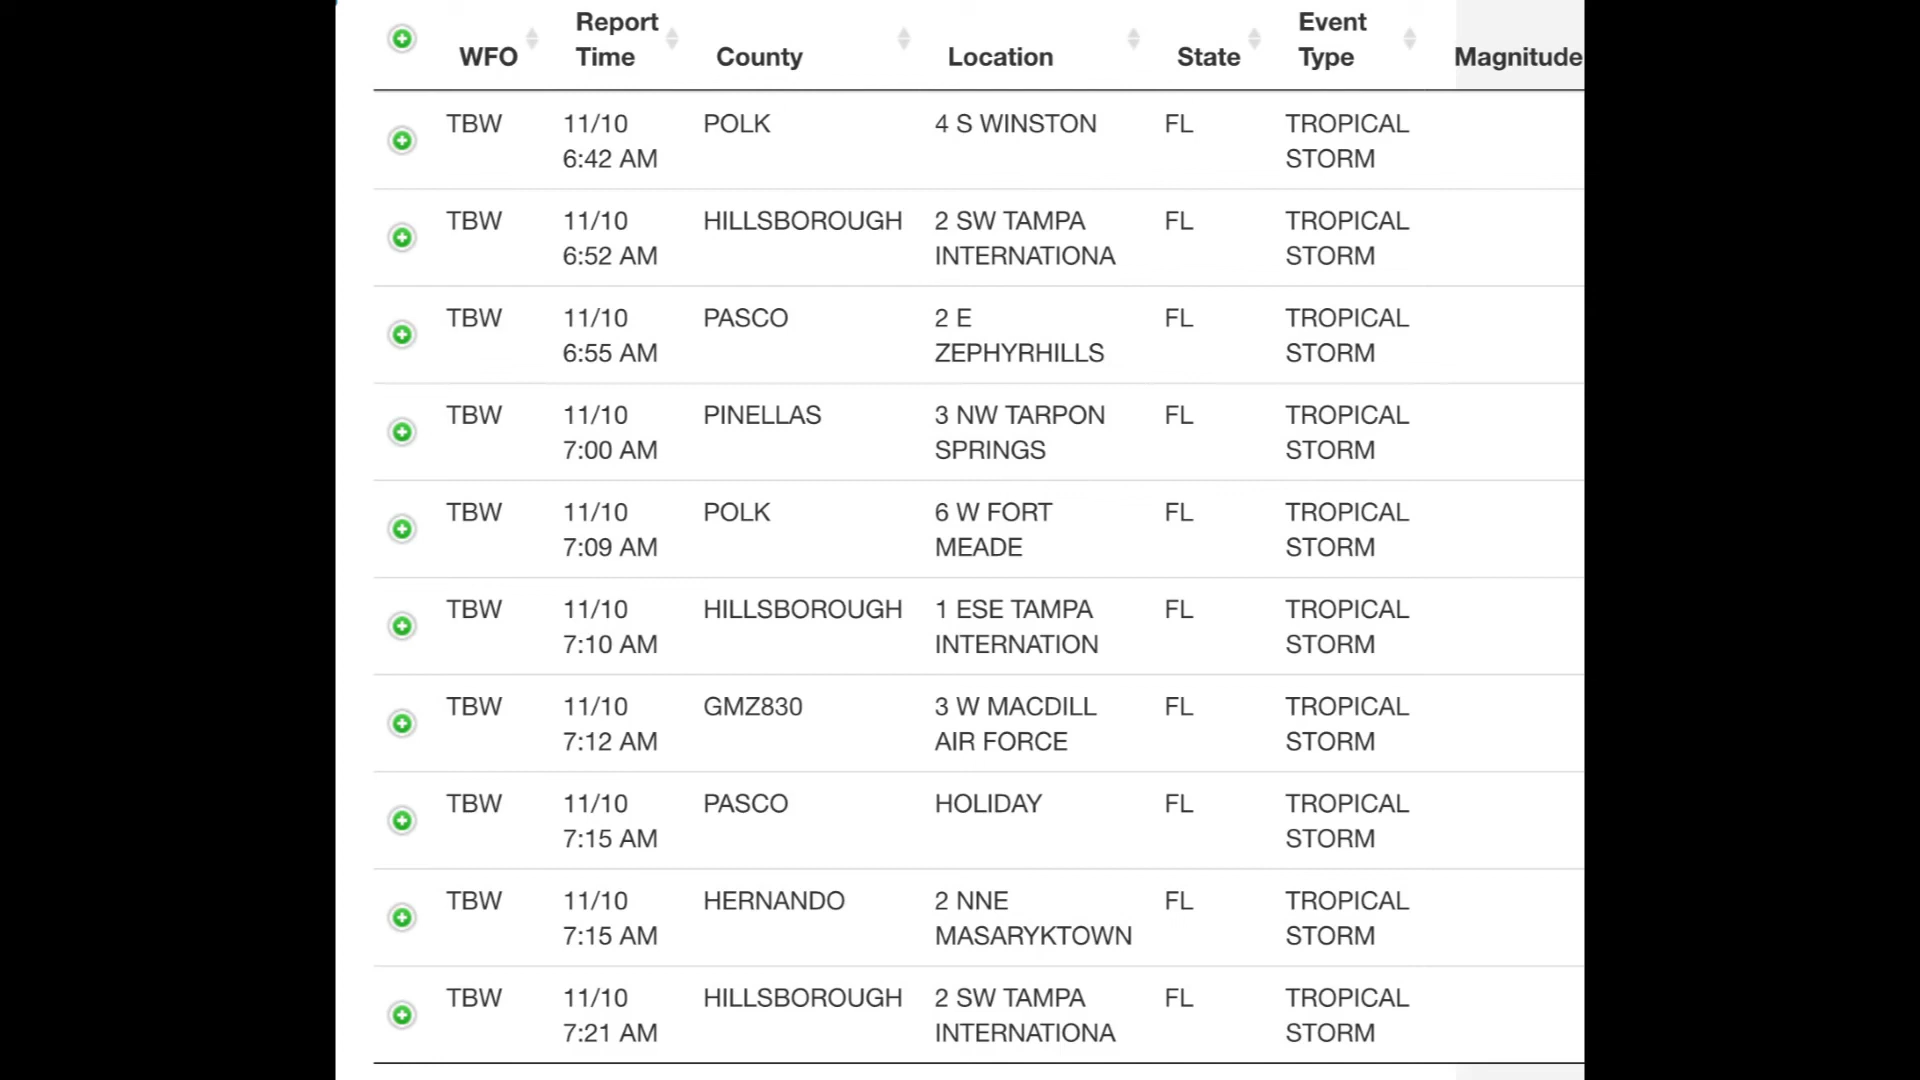 WFO Report Time County Location State Event Type Magnitude
TBW 11/10 POLK 4 S WINSTON FL TROPICAL
6:42 AM STORM
TBW 11/10 HILLSBOROUGH 2 SW TAMPA FL TROPICAL
6:52 AM INTERNATIONA STORM
TBW 11/10 PASCO 2 E FL TROPICAL
6:55 AM ZEPHYRHILLS STORM
TBW 11/10 PINELLAS 3 NW TARPON FL TROPICAL
7:00 AM SPRINGS STORM
TBW 11/10 POLK 6 W FORT FL TROPICAL
7:09 AM MEADE STORM
TBW 11/10 HILLSBOROUGH 1 ESE TAMPA FL TROPICAL
7:10 AM INTERNATION STORM
TBW 11/10 GMZ830 3 W MACDILL FL TROPICAL
7:12 AM AIR FORCE STORM
TBW 11/10 PASCO HOLIDAY FL TROPICAL
7:15 AM STORM
TBW 11/10 HERNANDO 2 NNE FL TROPICAL
7:15 AM MASARYKTOWN STORM
TBW 11/10 HILLSBOROUGH 2 SW TAMPA FL TROPICAL
7:21 AM INTERNATIONA STORM